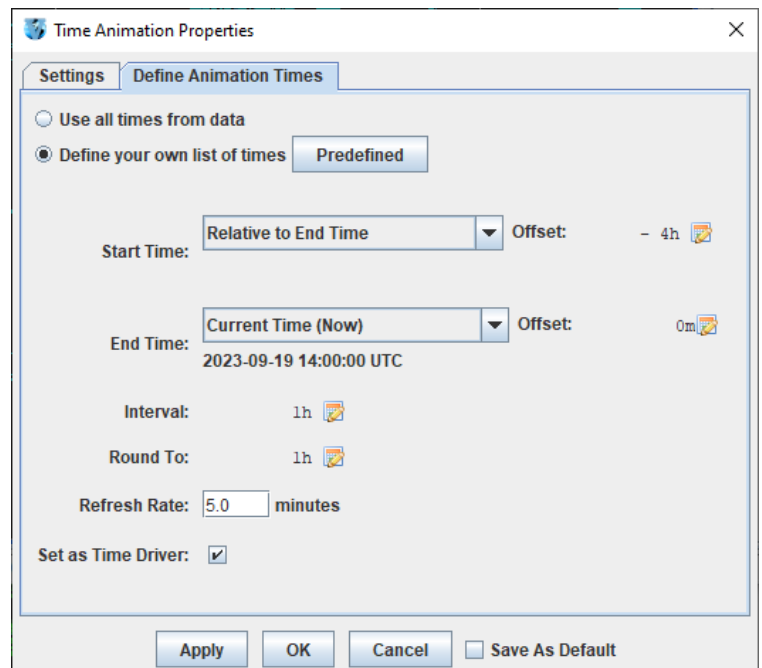 Time Animation Properties
Settings Define Animation Times
Use all times from data
Define your own list of times Predefined
Start Time: Relative to End Time Offset: - 4h
End Time: Current Time (Now) Offset: 0m
2023-09-19 14:00:00 UTC
Interval: 1h
Round To: 1h
Refresh Rate: 5.0 minutes
Set as Time Driver:
Apply OK Cancel Save As Default